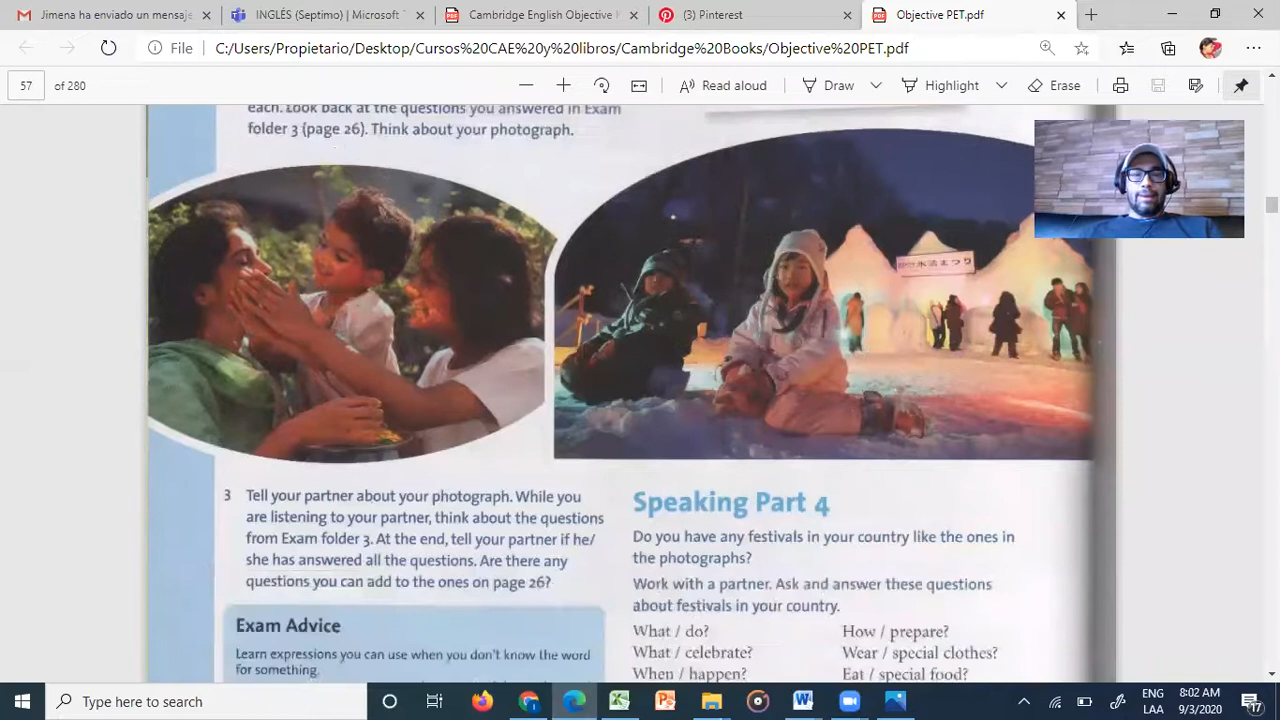 Jimena ha enviado un mensaje
INGLÉS (Septimo) | Microsoft T
Cambridge English Objective K
(3) Pinterest
Objective PET.pdf
File
C:/Users/Propietario/Desktop/Cursos%20CAE%20y%20libros/Cambridge%20Books/Objective%20PET.pdf
57 of 280
Read aloud
Draw
Highlight
Erase
each. Look back at the questions you answered in Exam
folder 3 (page 26). Think about your photograph.
3 Tell your partner about your photograph. While you
are listening to your partner, think about the questions
from Exam folder 3. At the end, tell your partner if he/
she has answered all the questions. Are there any
questions you can add to the ones on page 26?
Exam Advice
Learn expressions you can use when you don't know the word
for something.
Speaking Part 4
Do you have any festivals in your country like the ones in
the photographs?
Work with a partner. Ask and answer these questions
about festivals in your country.
What / do?
What / celebrate?
When / happen?
How / prepare?
Wear / special clothes?
Eat / special food?
Type here to search
ENG
LAA
8:02 AM
9/3/2020
17